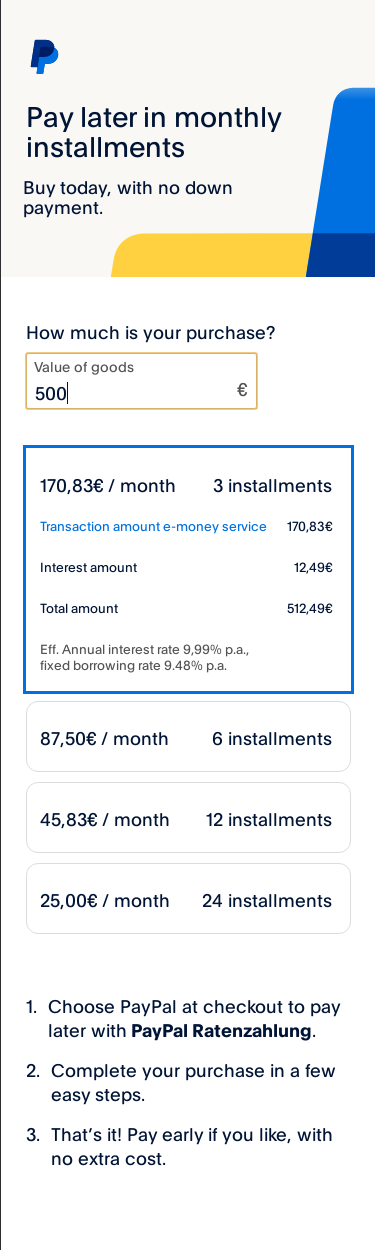 Pay later in monthly
installments
Buy today, with no down
payment.
How much is your purchase?
Value of goods
500 €
170,83€ / month 3 installments
Transaction amount e-money service 170,83€
Interest amount 12,49€
Total amount 512,49€
Eff. Annual interest rate 9,99% p.a.,
fixed borrowing rate 9.48% p.a.
87,50€ / month 6 installments
45,83€ / month 12 installments
25,00€ / month 24 installments
1. Choose PayPal at checkout to pay
later with PayPal Ratenzahlung.
2. Complete your purchase in a few
easy steps.
3. That’s it! Pay early if you like, with
no extra cost.